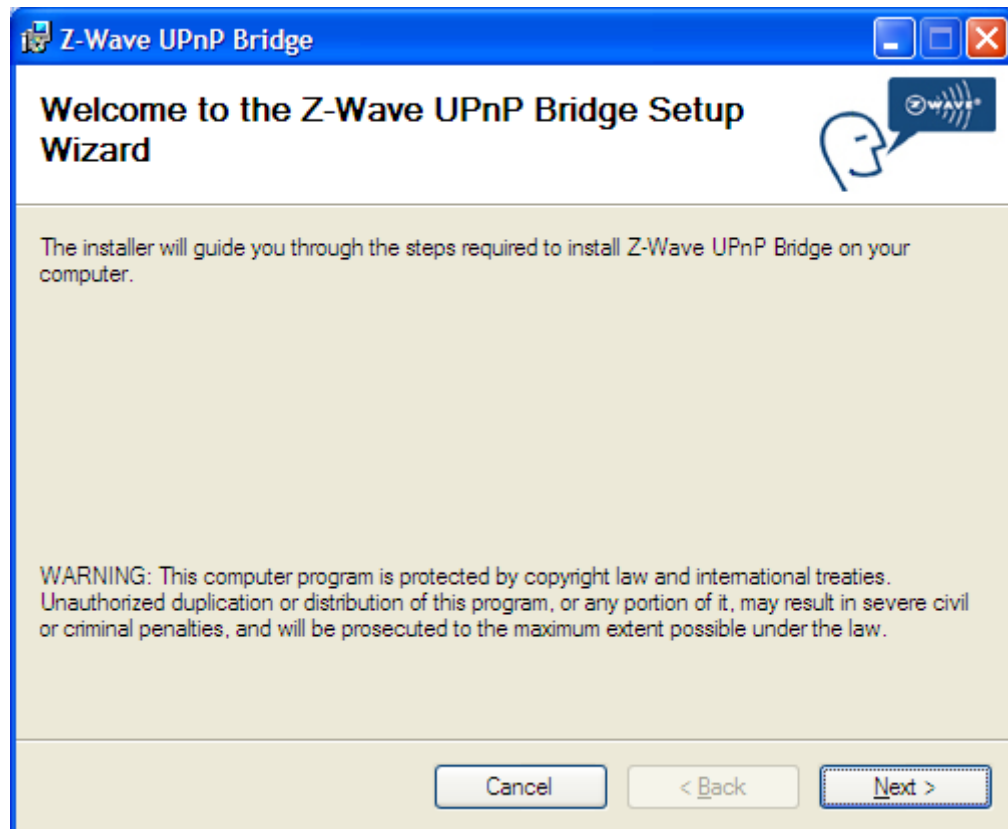 Z-Wave UPnP Bridge
Welcome to the Z-Wave UPnP Bridge Setup
Wizard
Z WAVE®
The installer will guide you through the steps required to install Z-Wave UPnP Bridge on your
computer.
WARNING: This computer program is protected by copyright law and international treaties.
Unauthorized duplication or distribution of this program, or any portion of it, may result in severe civil
or criminal penalties, and will be prosecuted to the maximum extent possible under the law.
Cancel
< Back
Next >